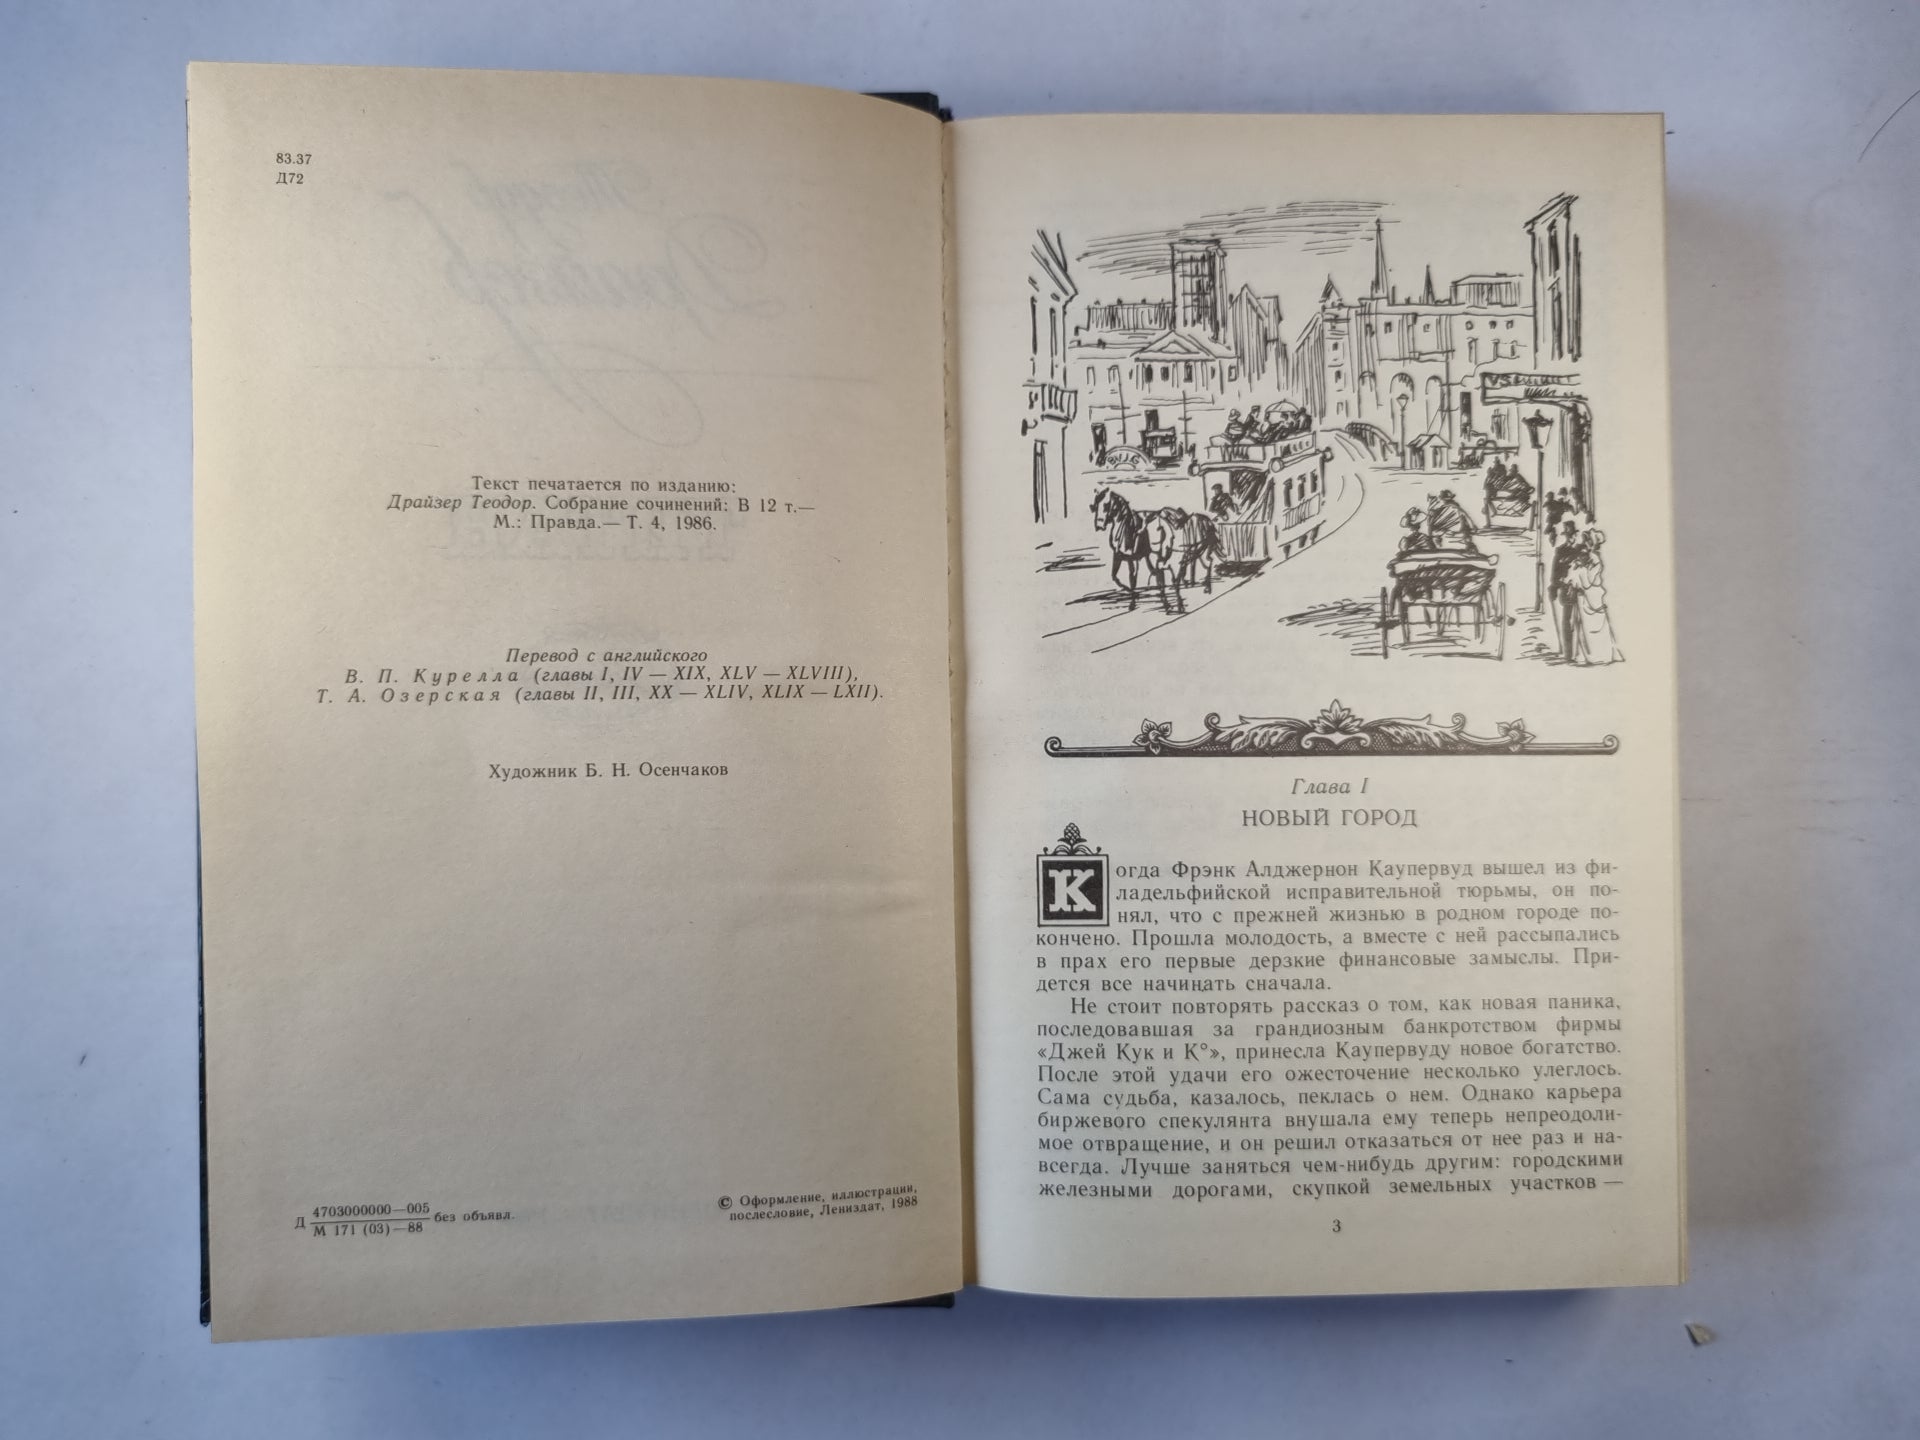 83.37
Д72
Текст печатается по изданию:
Драйзер Теодор. Собрание сочинений: В 12 т.—
М.: Правда.— Т. 4, 1986.
Перевод с английского
В. П. Курелла (главы I, IV — XIX, XLV — XLVIII),
Т. А. Озерская (главы II, III, XX — XLIV, XLIX — LXII).
Художник Б. Н. Осенчаков
Д 4703000000—005
М 171 (03)—88 без объявл.
© Оформление, иллюстрации,
послесловие, Лениздат, 1988
Глава I
НОВЫЙ ГОРОД
Когда Фрэнк Алджернон Каупервуд вышел из фи-
ладельфийской исправительной тюрьмы, он по-
нял, что с прежней жизнью в родном городе по-
кончено. Прошла молодость, а вместе с ней рассыпались
в прах его первые дерзкие финансовые замыслы. При-
дется все начинать сначала.
Не стоит повторять рассказ о том, как новая паника,
последовавшая за грандиозным банкротством фирмы
«Джей Кук и К°», принесла Каупервуду новое богатство.
После этой удачи его ожесточение несколько улеглось.
Сама судьба, казалось, пеклась о нем. Однако карьера
биржевого спекулянта внушала ему теперь непреодоли-
мое отвращение, и он решил отказаться от нее раз и на-
всегда. Лучше заняться чем-нибудь другим: городскими
железными дорогами, скупкой земельных участков —
3